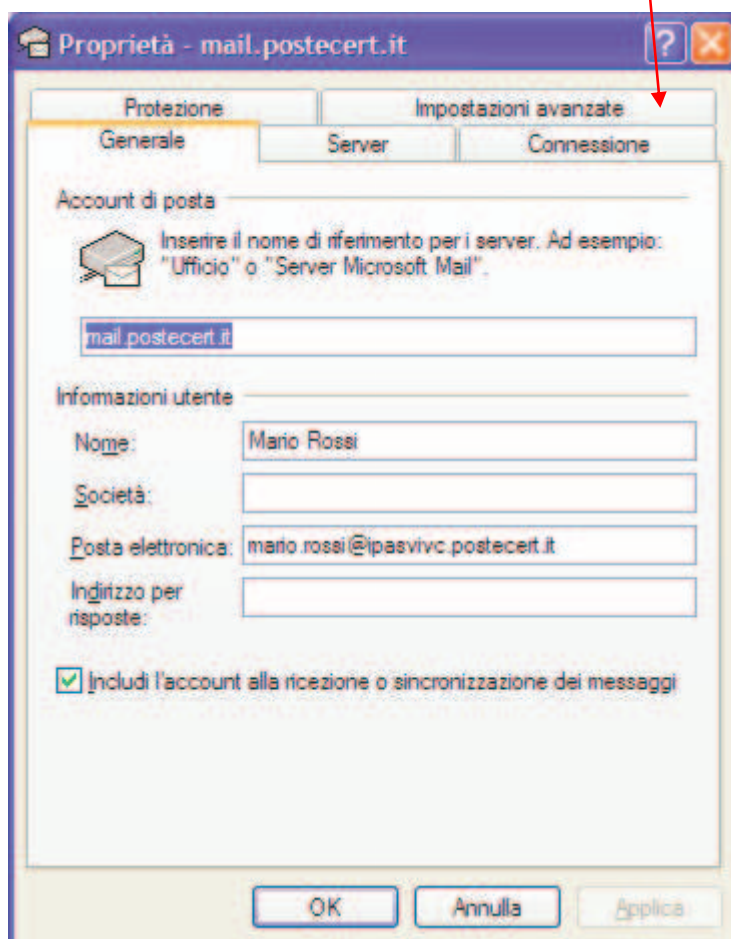 Proprietà - mail.postecert.it
Protezione
Impostazioni avanzate
Generale
Server
Connessione
Account di posta
Inserire il nome di riferimento per i server. Ad esempio:
"Ufficio" o "Server Microsoft Mail".
mail.postecert.it
Informazioni utente
Nome: Mario Rossi
Società:
Posta elettronica: mario.rossi@ipasvivc.postecert.it
Indirizzo per
risposte:
Includi l'account alla ricezione o sincronizzazione dei messaggi
OK Annulla Applica